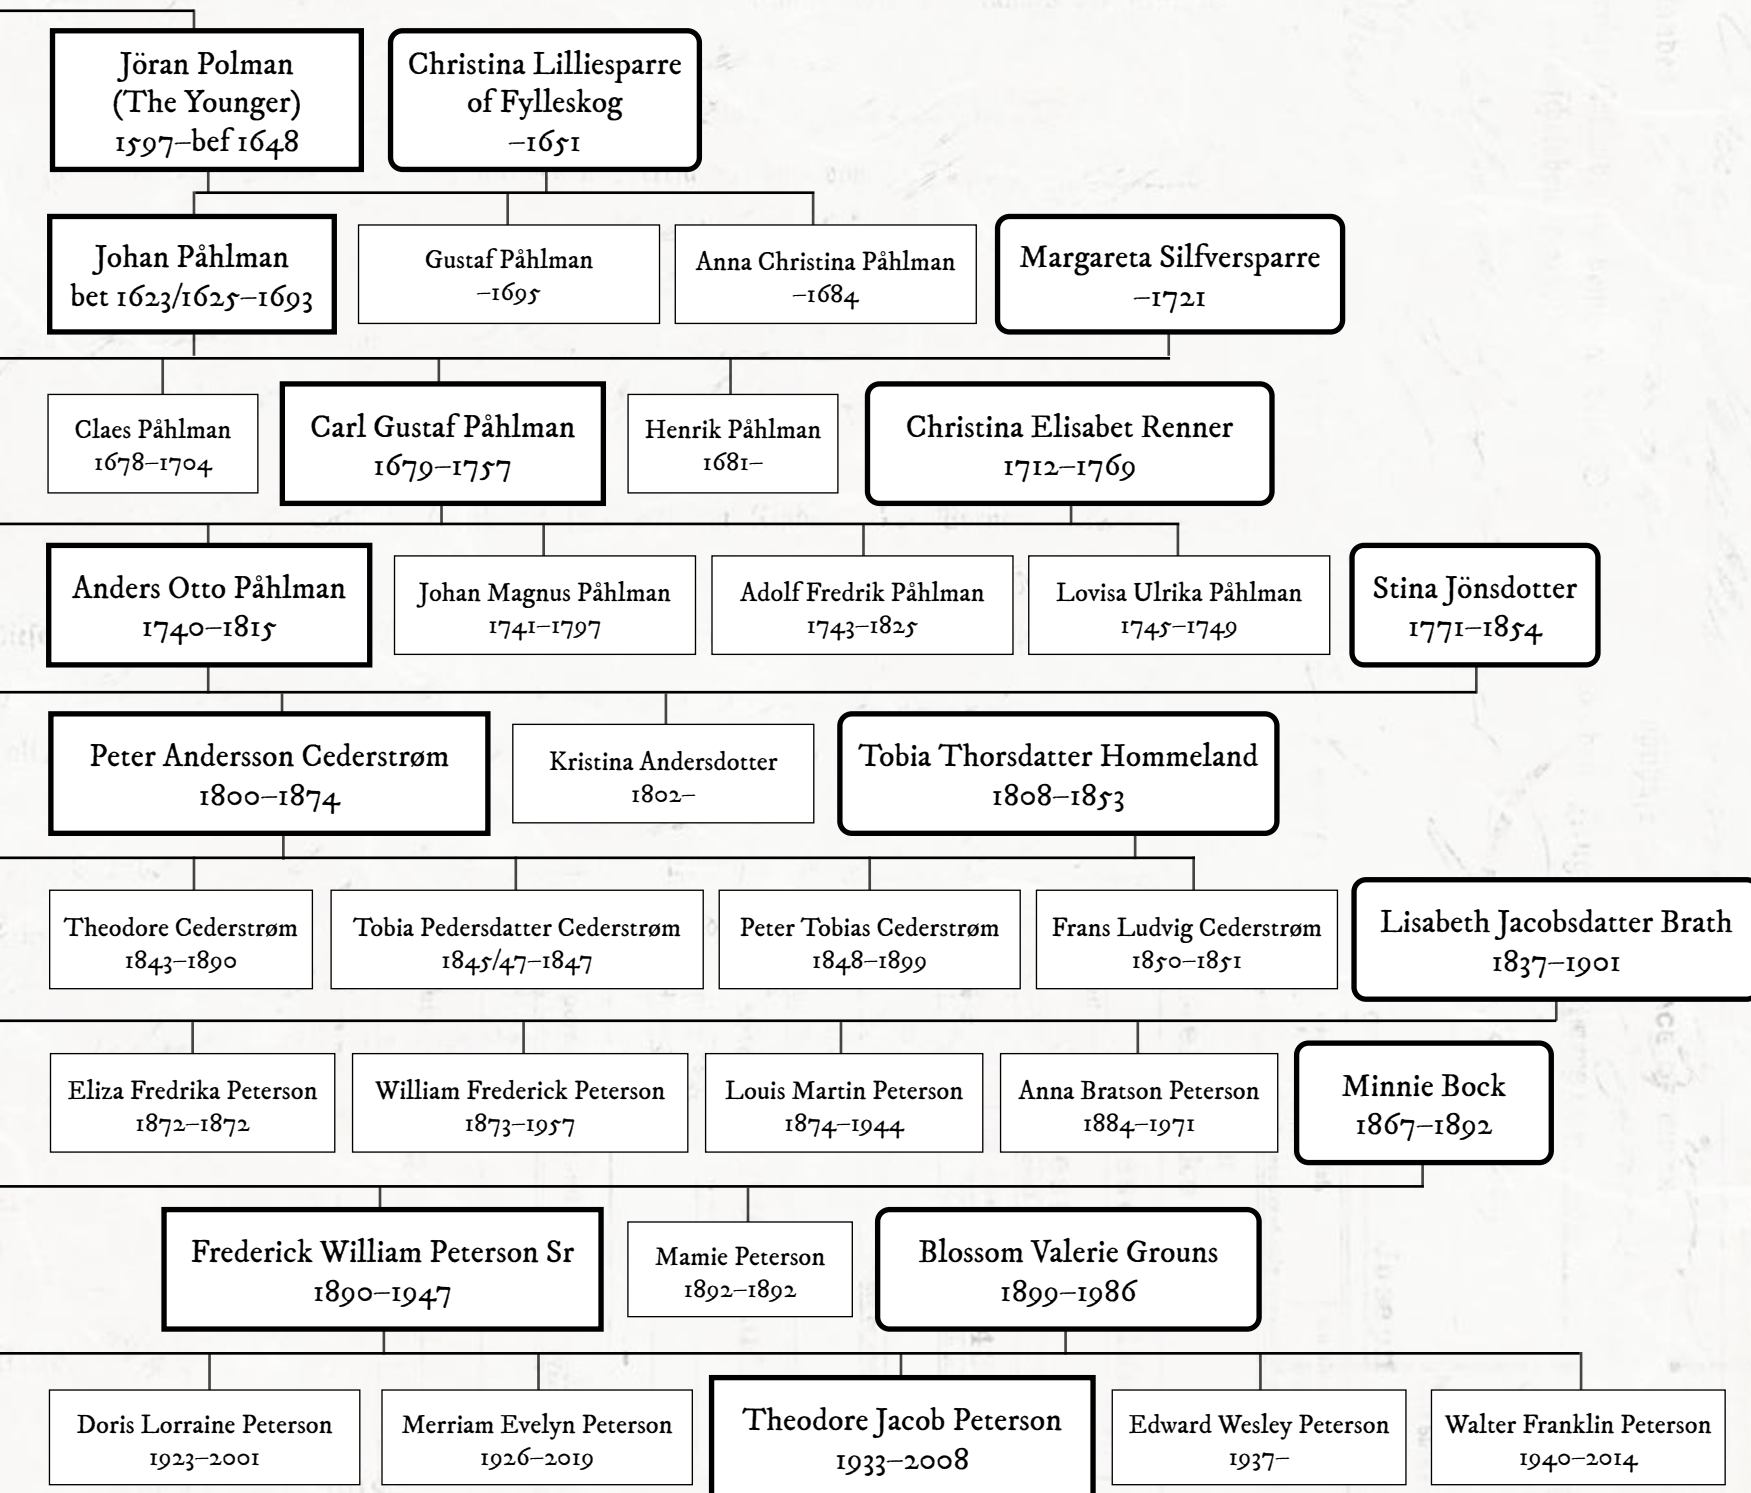 Jöran Polman
(The Younger)
1597–bef 1648
Christina Lilliesparre
of Fylleskog
–1651
Johan Påhlman
bet 1623/1625–1693
Gustaf Påhlman
–1695
Anna Christina Påhlman
–1684
Margareta Silfversparre
–1721
Claes Påhlman
1678–1704
Carl Gustaf Påhlman
1679–1757
Henrik Påhlman
1681–
Christina Elisabet Renner
1712–1769
Anders Otto Påhlman
1740–1815
Johan Magnus Påhlman
1741–1797
Adolf Fredrik Påhlman
1743–1825
Lovisa Ulrika Påhlman
1745–1749
Stina Jönsdotter
1771–1854
Peter Andersson Cederstrøm
1800–1874
Kristina Andersdotter
1802–
Tobia Thorsdatter Hommeland
1808–1853
Theodore Cederstrøm
1843–1890
Tobia Pedersdatter Cederstrøm
1845/47–1847
Peter Tobias Cederstrøm
1848–1899
Frans Ludvig Cederstrøm
1850–1851
Lisabeth Jacobsdatter Brath
1837–1901
Eliza Fredrika Peterson
1872–1872
William Frederick Peterson
1873–1957
Louis Martin Peterson
1874–1944
Anna Bratson Peterson
1884–1971
Minnie Bock
1867–1892
Frederick William Peterson Sr
1890–1947
Mamie Peterson
1892–1892
Blossom Valerie Grouns
1899–1986
Doris Lorraine Peterson
1923–2001
Merriam Evelyn Peterson
1926–2019
Theodore Jacob Peterson
1933–2008
Edward Wesley Peterson
1937–
Walter Franklin Peterson
1940–2014